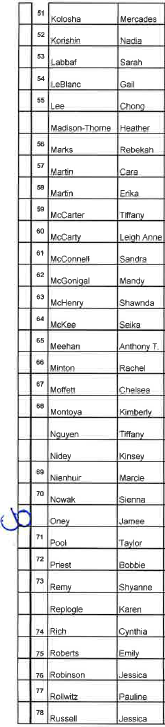 51 Kolosha Mercades
52 Korishin Nadia
53 Labbaf Sarah
54 LeBlanc Gail
55 Lee Chong
Madison-Thorne Heather
56 Marks Rebekah
57 Martin Cara
58 Martin Erika
59 McCarter Tiffany
60 McCarty Leigh Anne
61 McConnell Sandra
62 McGonigal Mandy
63 McHenry Shawnda
64 McKee Seika
65 Meehan Anthony T.
66 Minton Rachel
67 Moffett Chelsea
68 Montoya Kimberly
Nguyen Tiffany
Nidey Kinsey
69 Nienhuir Marcie
70 Nowak Sienna
Oney Jamee
71 Pool Taylor
72 Priest Bobbie
73 Remy Shyanne
Replogle Karen
74 Rich Cynthia
75 Roberts Emily
76 Robinson Jessica
77 Rollwitz Pauline
78 Russell Jessica